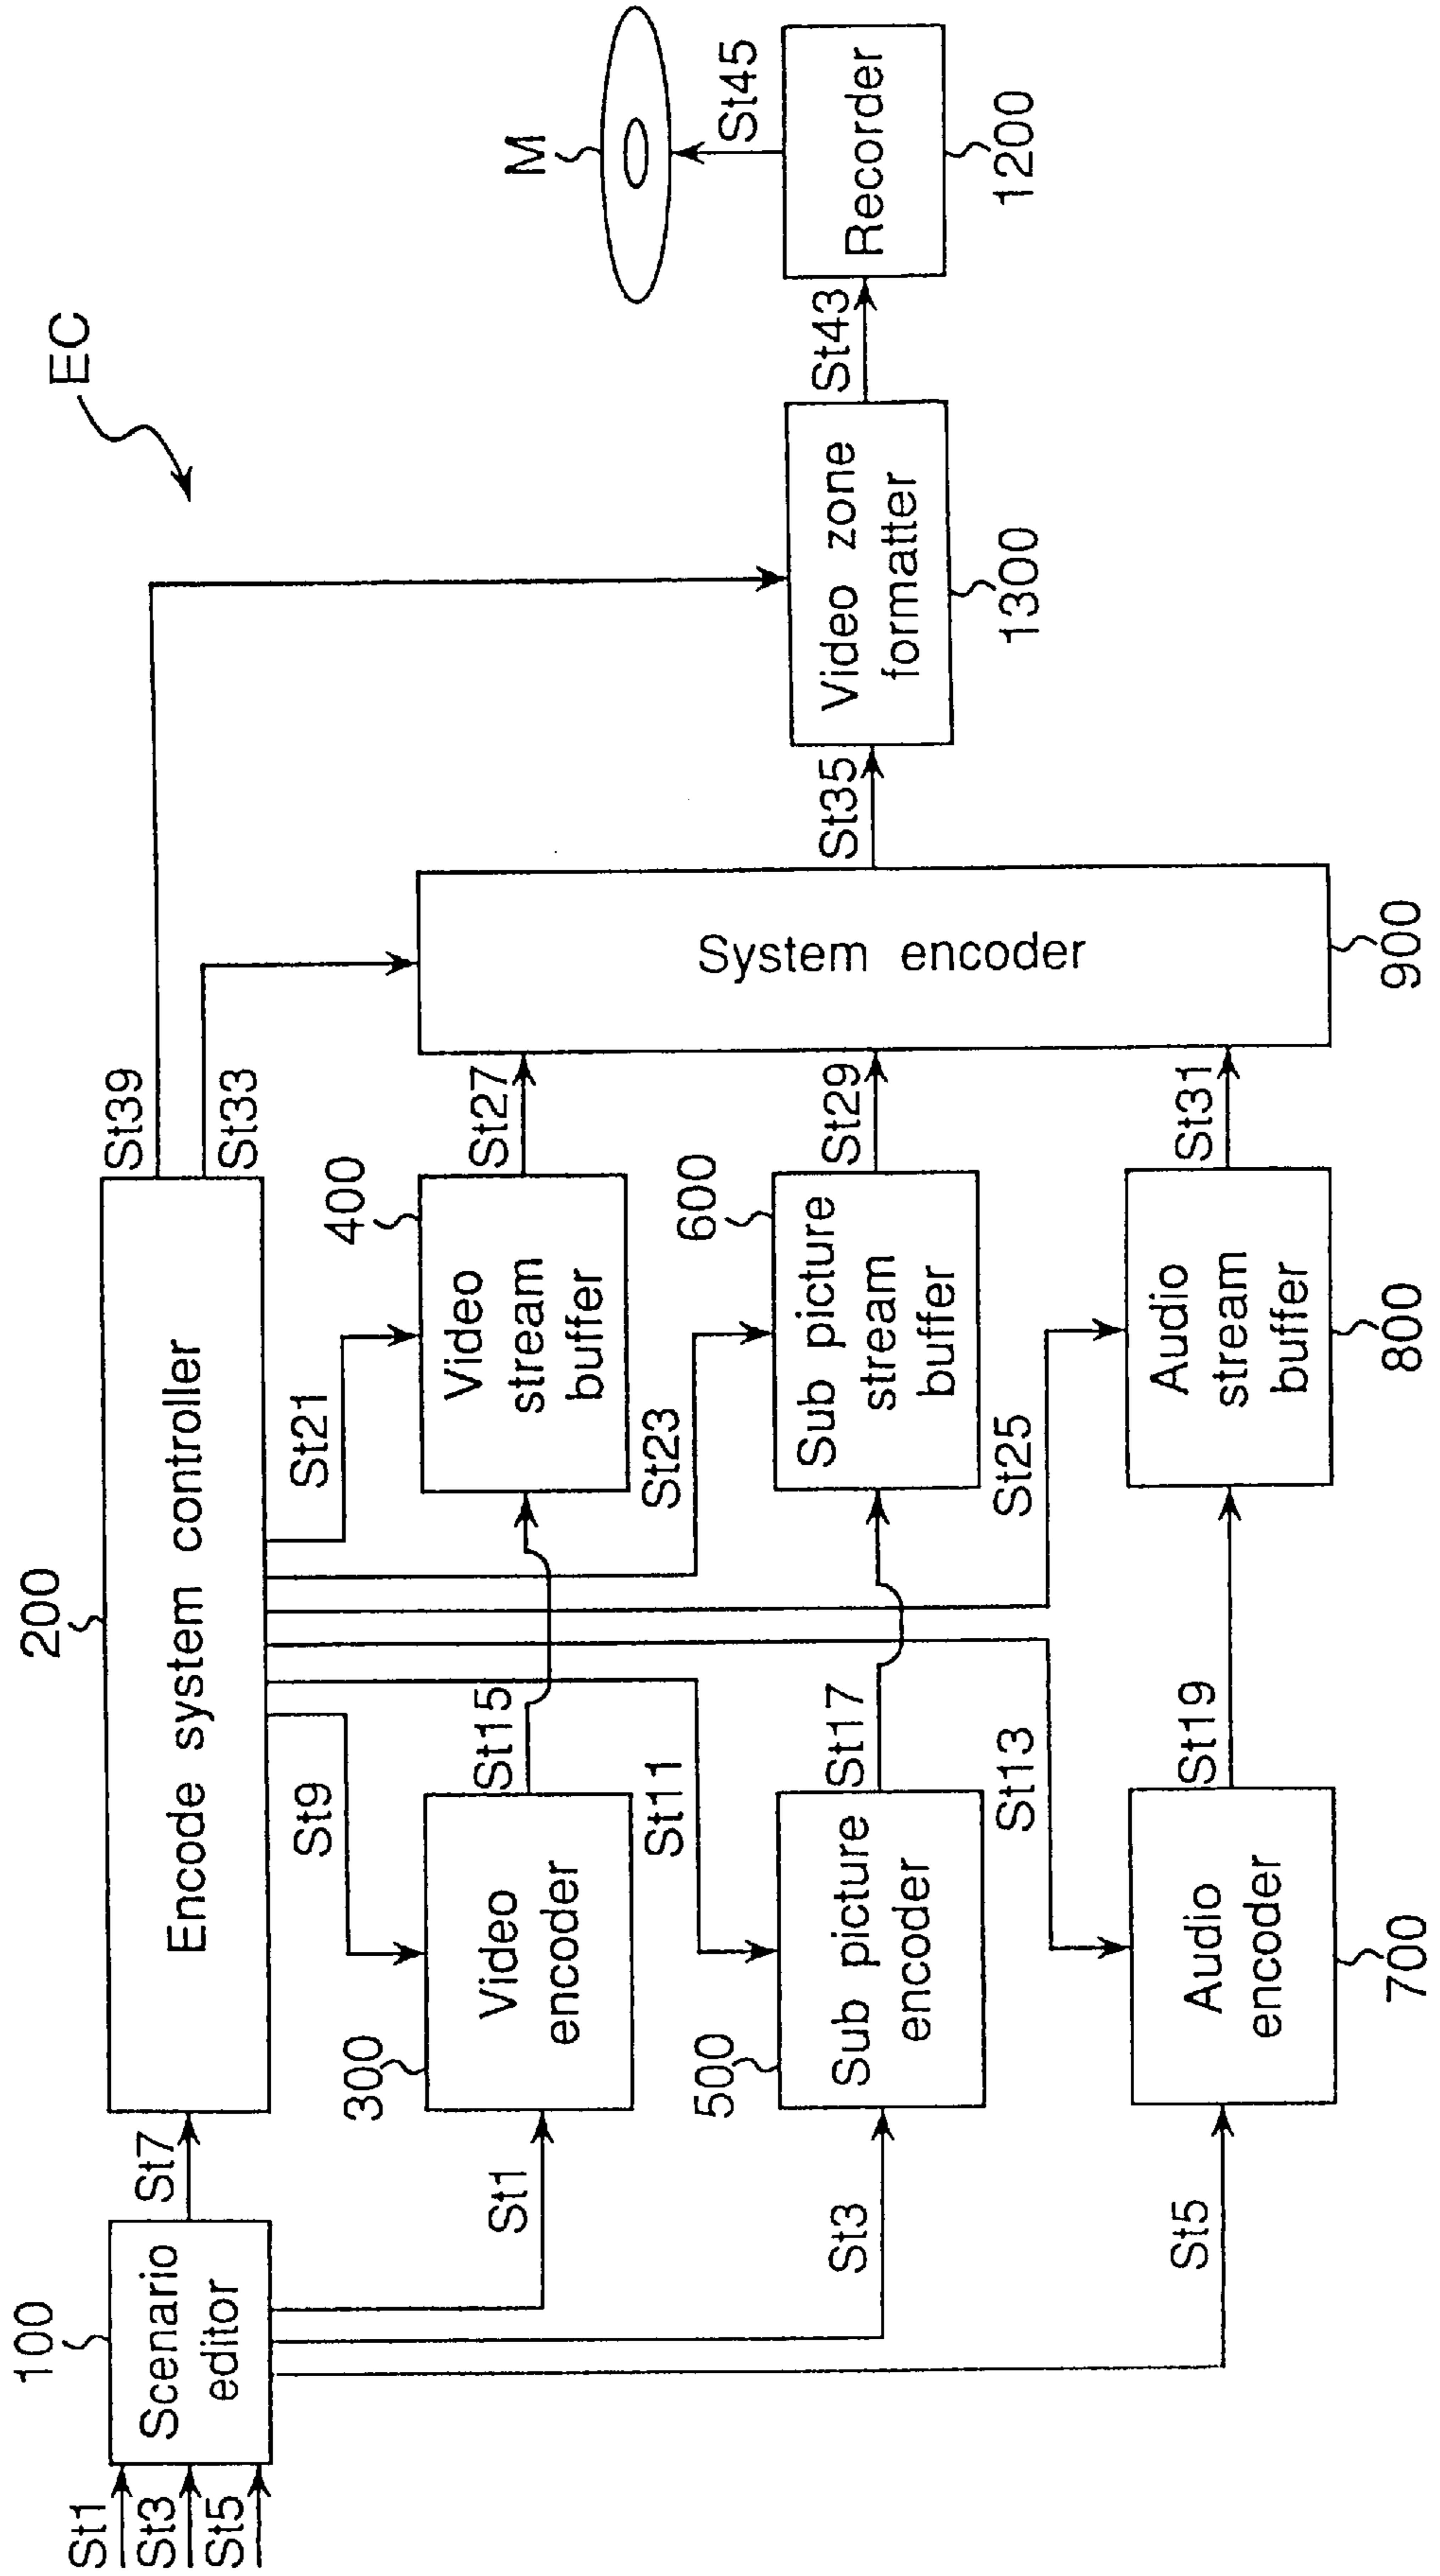 EC
100
Scenario
editor
St1
St3
St5
St7
St1
St3
St5
200
Encode system controller
St39
St33
St9
St11
St13
St21
St23
St25
300
Video
encoder
St15
400
Video
stream
buffer
St27
500
Sub picture
encoder
St17
600
Sub picture
stream
buffer
St29
Audio
encoder
700
St19
Audio
stream
buffer
800
St31
System encoder
900
St35
Video zone
formatter
1300
St43
Recorder
1200
St45
M